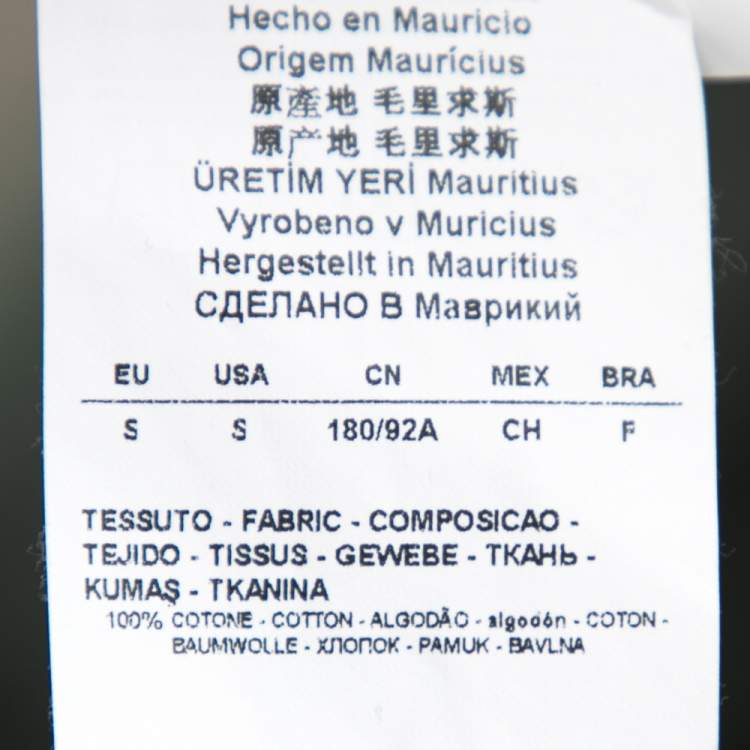 Hecho en Mauricio
Origem Maurícius
原產地 毛里求斯
原产地 毛里求斯
ÜRETİM YERİ Mauritius
Vyrobeno v Muricius
Hergestellt in Mauritius
СДЕЛАНО В Маврикий
EU USA CN MEX BRA
S S 180/92A CH P
TESSUTO - FABRIC - COMPOSICAO -
TEJIDO - TISSUS - GEWEBE - ТКАНЬ -
KUMAŞ - TKANINA
100% COTONE - COTTON - ALGODÃO - algodón - COTON -
BAUMWOLLE - ХЛОПОК - PAMUK - BAVLNA